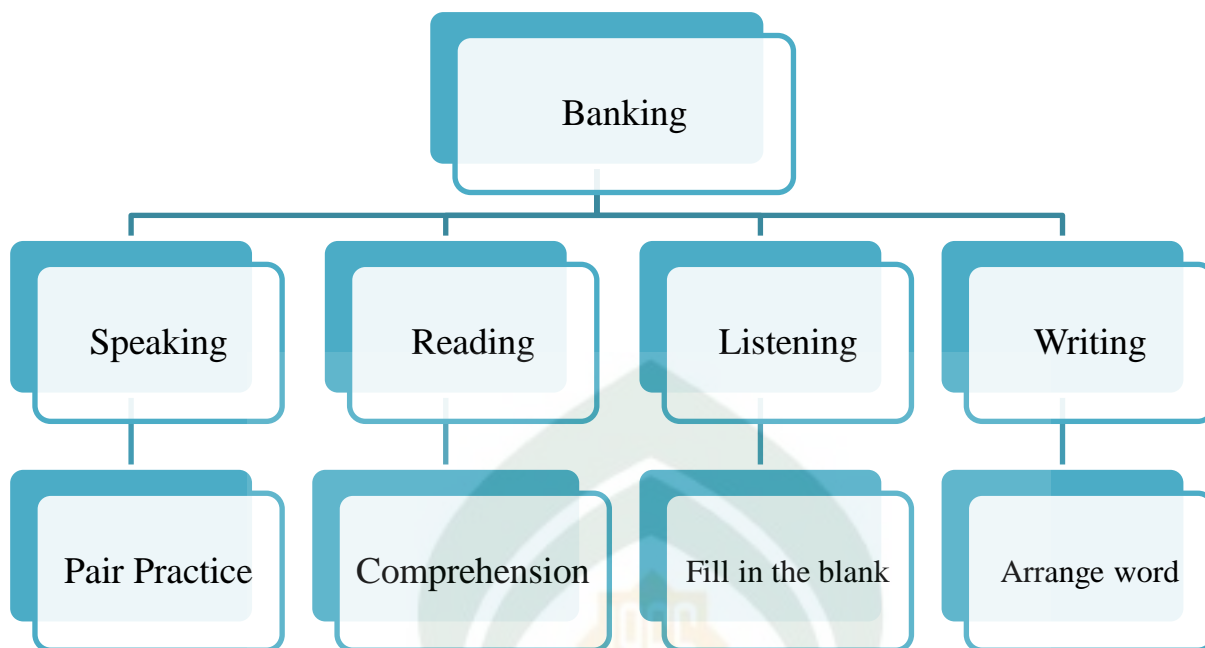 Banking
Speaking
Reading
Listening
Writing
Pair Practice
Comprehension
Fill in the blank
Arrange word